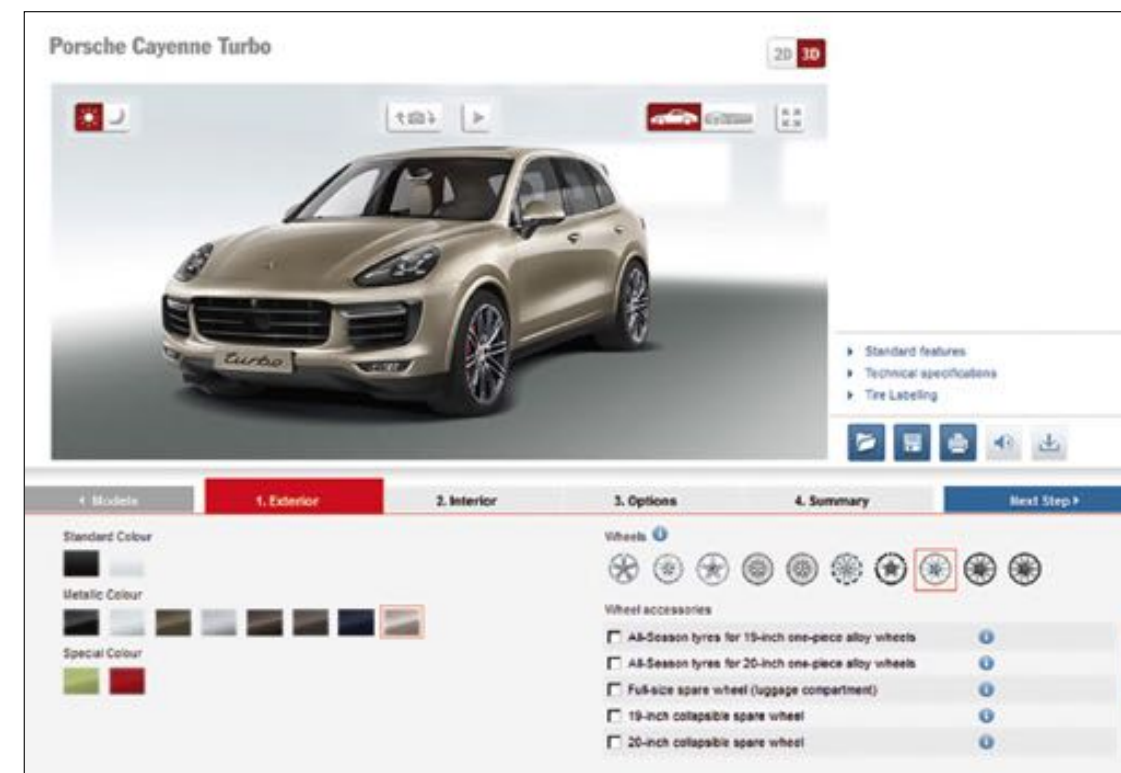 Porsche Cayenne Turbo
2D 3D
turbo
Standard features
Technical specifications
Tire Labelling
Models
1. Exterior
2. Interior
3. Options
4. Summary
Next Step
Standard Colour
Metallic Colour
Special Colour
Wheels
Wheel accessories
All-Season tyres for 19-inch one-piece alloy wheels
All-Season tyres for 20-inch one-piece alloy wheels
Full-size spare wheel (luggage compartment)
19-inch collapsible spare wheel
20-inch collapsible spare wheel